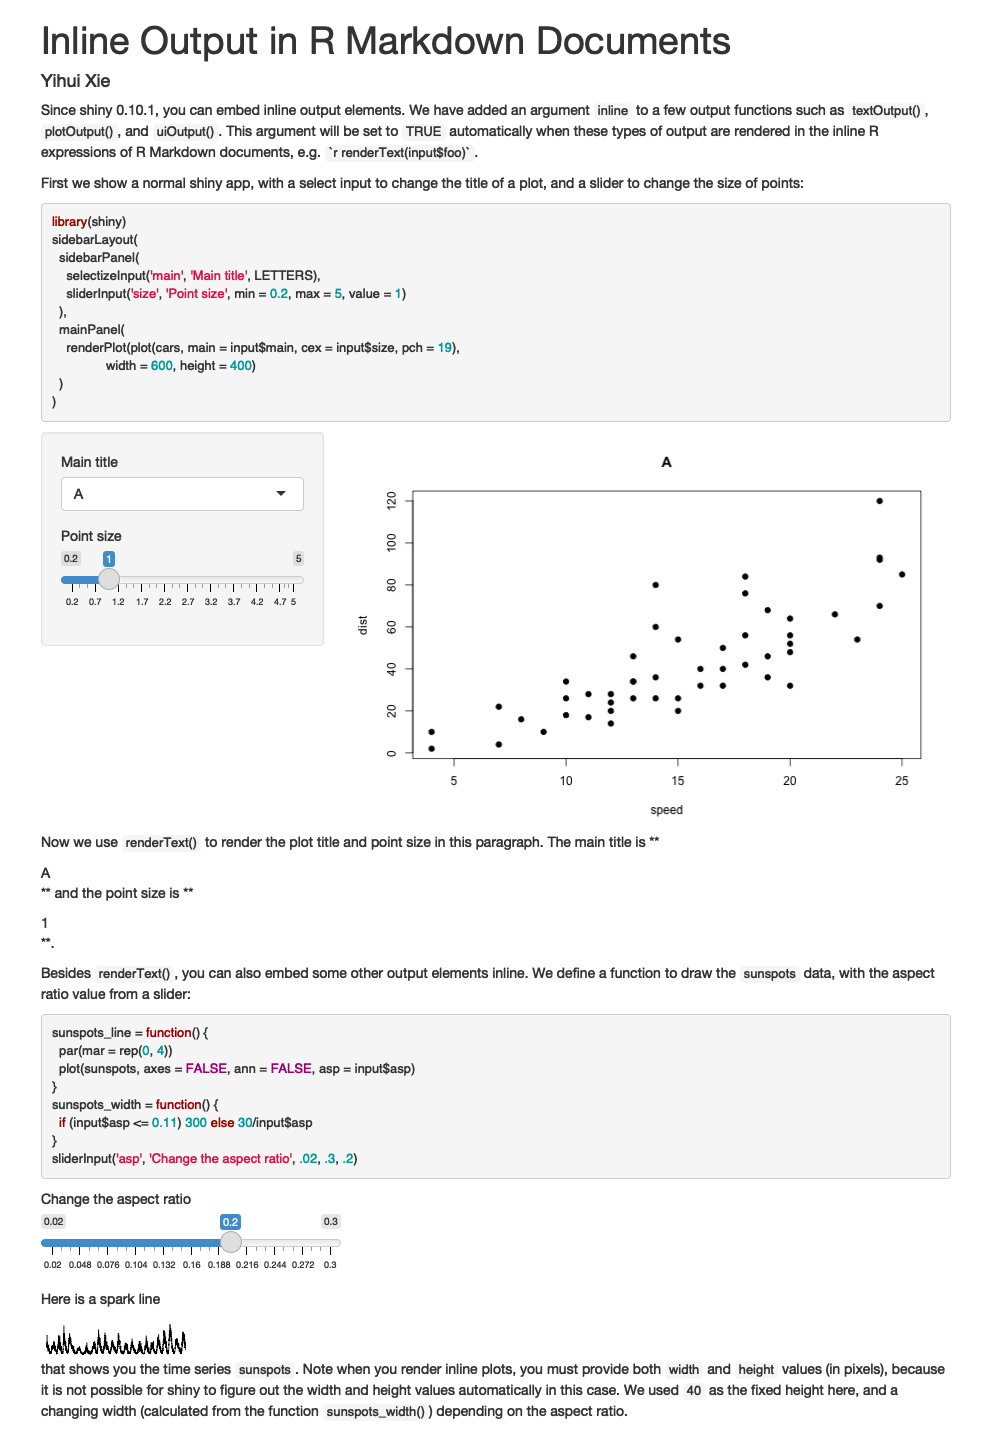 Inline Output in R Markdown Documents
Yihui Xie
Since shiny 0.10.1, you can embed inline output elements. We have added an argument inline to a few output functions such as textOutput() ,
plotOutput() , and uiOutput() . This argument will be set to TRUE automatically when these types of output are rendered in the inline R
expressions of R Markdown documents, e.g. `r renderText(input$foo)` .
First we show a normal shiny app, with a select input to change the title of a plot, and a slider to change the size of points:
library(shiny)
sidebarLayout(
  sidebarPanel(
    selectizeInput('main', 'Main title', LETTERS),
    sliderInput('size', 'Point size', min = 0.2, max = 5, value = 1)
  ),
  mainPanel(
    renderPlot(plot(cars, main = input$main, cex = input$size, pch = 19),
               width = 600, height = 400)
  )
)
Main title
A
Point size
0.2 1 5
0.2 0.7 1.2 1.7 2.2 2.7 3.2 3.7 4.2 4.7 5
A
dist
120
100
80
60
40
20
0
5 10 15 20 25
speed
Now we use renderText() to render the plot title and point size in this paragraph. The main title is **
A
** and the point size is **
1
**.
Besides renderText() , you can also embed some other output elements inline. We define a function to draw the sunspots data, with the aspect
ratio value from a slider:
sunspots_line = function() {
  par(mar = rep(0, 4))
  plot(sunspots, axes = FALSE, ann = FALSE, asp = input$asp)
}
sunspots_width = function() {
  if (input$asp <= 0.11) 300 else 30/input$asp
}
sliderInput('asp', 'Change the aspect ratio', .02, .3, .2)
Change the aspect ratio
0.02 0.2 0.3
0.02 0.048 0.076 0.104 0.132 0.16 0.188 0.216 0.244 0.272 0.3
Here is a spark line
that shows you the time series sunspots . Note when you render inline plots, you must provide both width and height values (in pixels), because
it is not possible for shiny to figure out the width and height values automatically in this case. We used 40 as the fixed height here, and a
changing width (calculated from the function sunspots_width() ) depending on the aspect ratio.